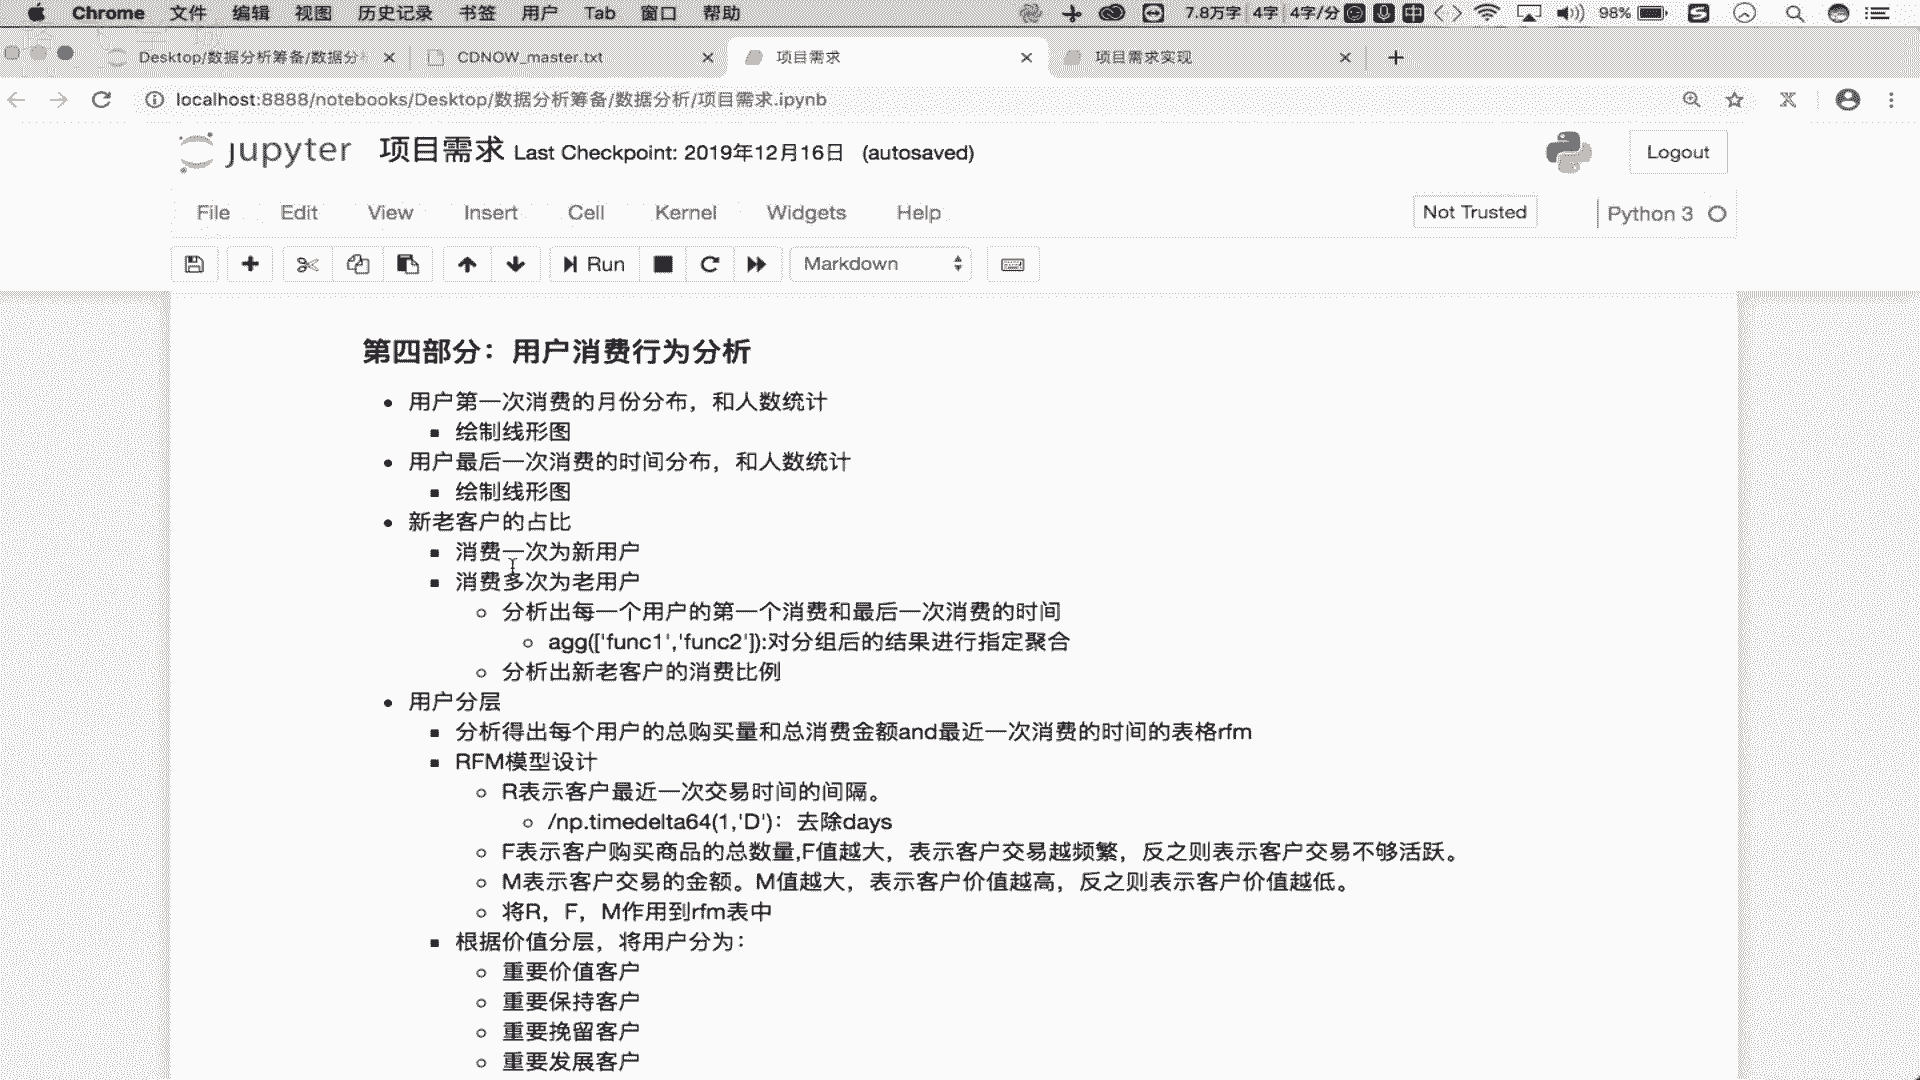 Chrome 文件 编辑 视图 历史记录 书签 用户 Tab 窗口 帮助 7.8万字 4字 4字/分 中 98%
Desktop/数据分析筹备/数据分 CDNOW_master.txt 项目需求 项目需求实现
localhost:8888/notebooks/Desktop/数据分析筹备/数据分析/项目需求.ipynb
jupyter 项目需求 Last Checkpoint: 2019年12月16日 (autosaved) Logout
File Edit View Insert Cell Kernel Widgets Help Not Trusted Python 3
Run Markdown
第四部分：用户消费行为分析
用户第一次消费的月份分布，和人数统计
绘制线形图
用户最后一次消费的时间分布，和人数统计
绘制线形图
新老客户的占比
消费一次为新用户
消费多次为老用户
分析出每一个用户的第一个消费和最后一次消费的时间
agg(['func1','func2']):对分组后的结果进行指定聚合
分析出新老客户的消费比例
用户分层
分析得出每个用户的总购买量和总消费金额and最近一次消费的时间的表格rfm
RFM模型设计
R表示客户最近一次交易时间的间隔。
/np.timedelta64(1,'D')：去除days
F表示客户购买商品的总数量,F值越大，表示客户交易越频繁，反之则表示客户交易不够活跃。
M表示客户交易的金额。M值越大，表示客户价值越高，反之则表示客户价值越低。
将R，F，M作用到rfm表中
根据价值分层，将用户分为：
重要价值客户
重要保持客户
重要挽留客户
重要发展客户